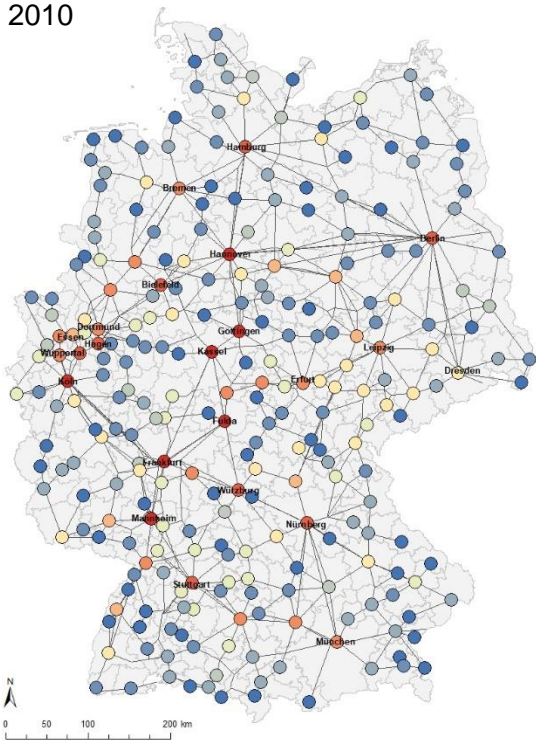 2010
Hamburg
Bremen
Berlin
Hannover
Bielefeld
Dortmund
Essen
Hagen
Wuppertal
Göttingen
Kassel
Leipzig
Köln
Erfurt
Dresden
Fulda
Frankfurt
Würzburg
Mannheim
Nürnberg
Stuttgart
München
N
0 50 100 200 km